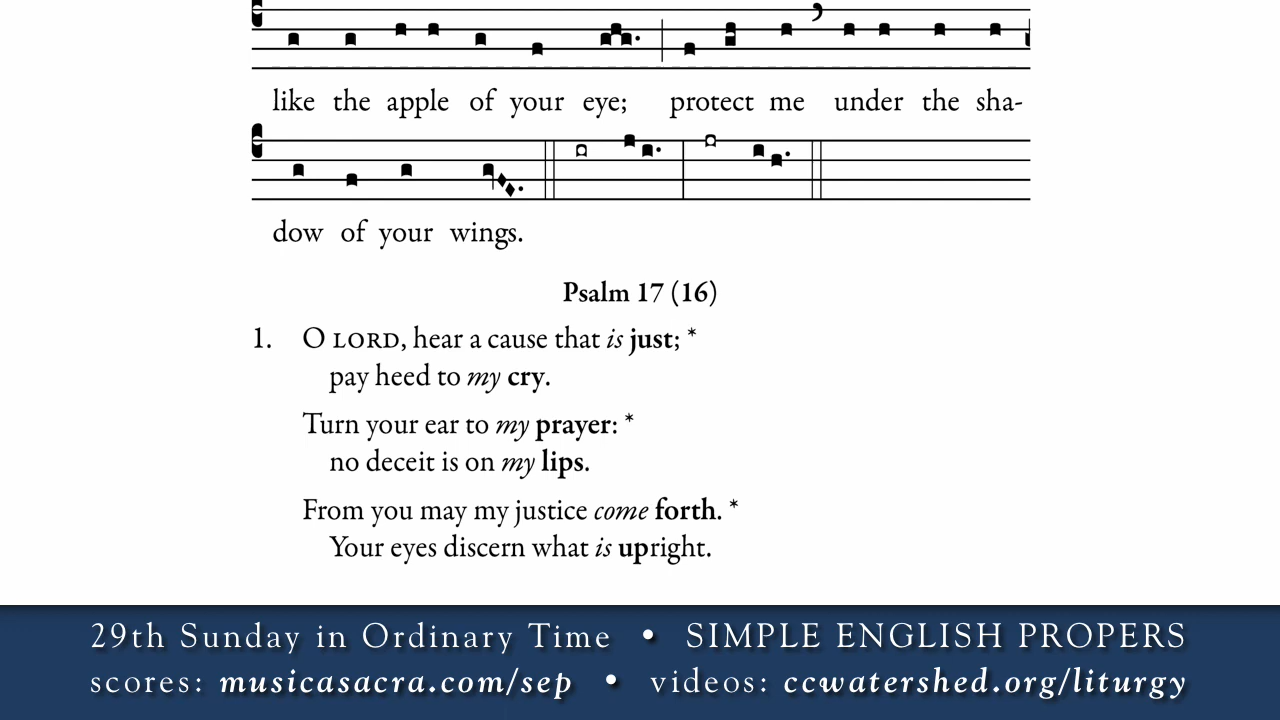 like the apple of your eye; protect me under the sha-
dow of your wings.
Psalm 17 (16)
1. O LORD, hear a cause that is just; *
pay heed to my cry.
Turn your ear to my prayer: *
no deceit is on my lips.
From you may my justice come forth. *
Your eyes discern what is upright.
29th Sunday in Ordinary Time • SIMPLE ENGLISH PROPERS
scores: musicasacra.com/sep • videos: ccwatershed.org/liturgy